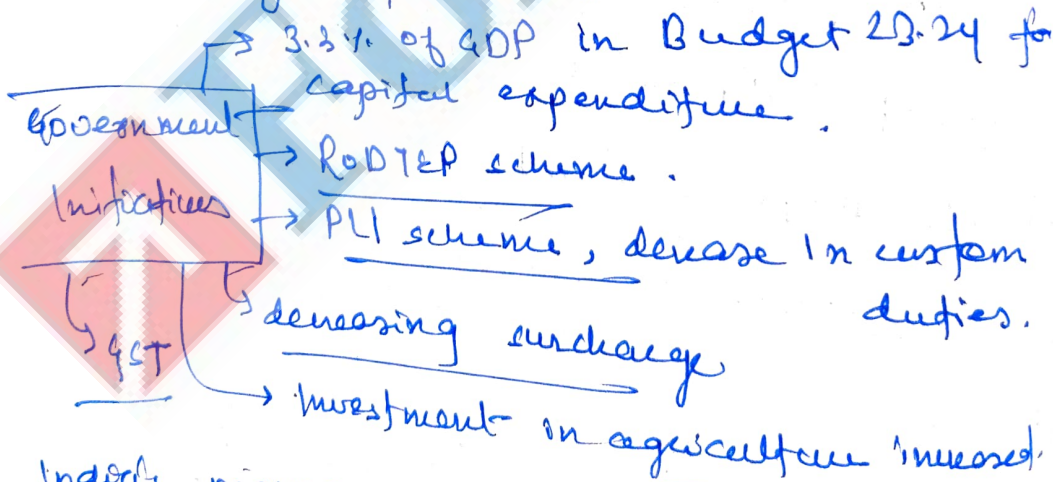 → 3.3% of GDP in Budget 23.24 for
capital expenditure.
Government
Initiatives
→ RODTEP scheme.
→ PLI scheme, decrease in custom
duties.
decreasing surcharge
GST
→ Investment in agriculture increased.